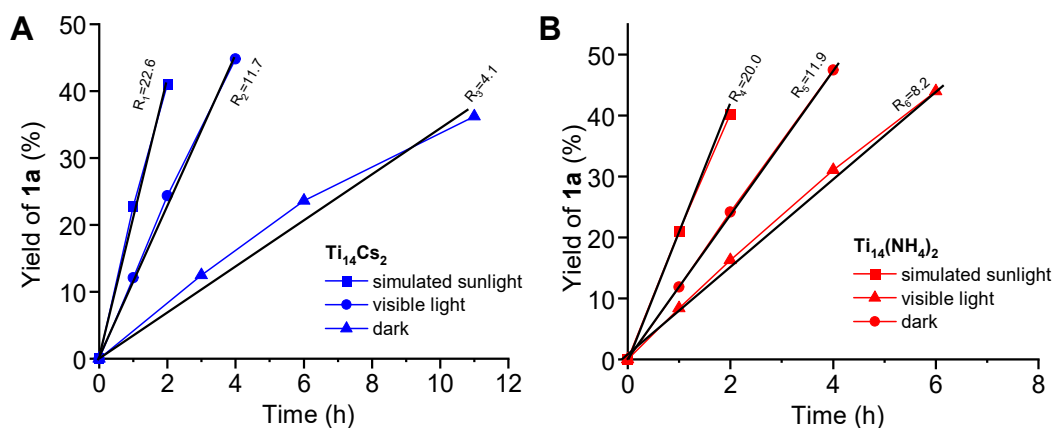 A
Yield of 1a (%)
50
40
30
20
10
0
0 2 4 6 8 10 12
Time (h)
R₁=22.6
R₂=11.7
R₃=4.1
Ti₁₄Cs₂
simulated sunlight
visible light
dark
B
Yield of 1a (%)
50
40
30
20
10
0
0 2 4 6 8
Time (h)
R₄=20.0
R₅=11.9
R₆=8.2
Ti₁₄(NH₄)₂
simulated sunlight
visible light
dark